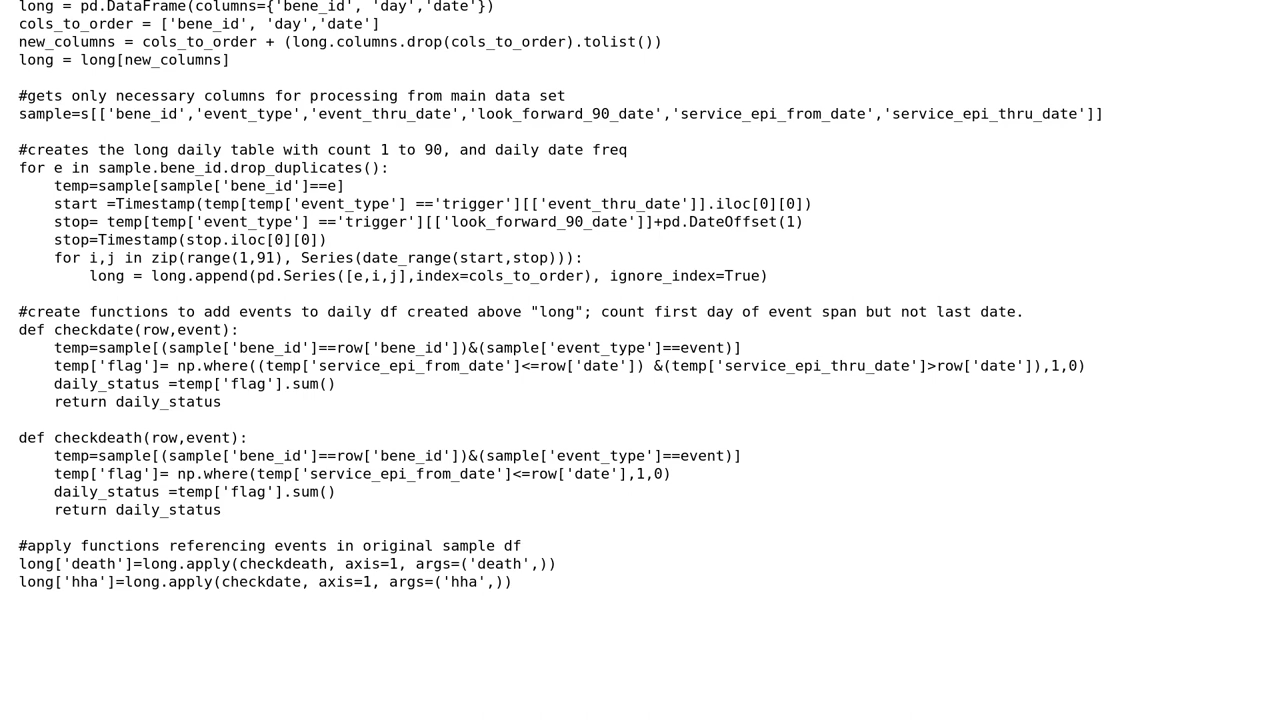 long = pd.DataFrame(columns={'bene_id', 'day','date'})
cols_to_order = ['bene_id', 'day','date']
new_columns = cols_to_order + (long.columns.drop(cols_to_order).tolist())
long = long[new_columns]

#gets only necessary columns for processing from main data set
sample=s[['bene_id','event_type','event_thru_date','look_forward_90_date','service_epi_from_date','service_epi_thru_date']]

#creates the long daily table with count 1 to 90, and daily date freq
for e in sample.bene_id.drop_duplicates():
    temp=sample[sample['bene_id']==e]
    start =Timestamp(temp[temp['event_type'] =='trigger'][['event_thru_date']].iloc[0][0])
    stop= temp[temp['event_type'] =='trigger'][['look_forward_90_date']]+pd.DateOffset(1)
    stop=Timestamp(stop.iloc[0][0])
    for i,j in zip(range(1,91), Series(date_range(start,stop))):
        long = long.append(pd.Series([e,i,j],index=cols_to_order), ignore_index=True)

#create functions to add events to daily df created above "long"; count first day of event span but not last date.
def checkdate(row,event):
    temp=sample[(sample['bene_id']==row['bene_id'])&(sample['event_type']==event)]
    temp['flag']= np.where((temp['service_epi_from_date']<=row['date']) &(temp['service_epi_thru_date']>row['date']),1,0)
    daily_status =temp['flag'].sum()
    return daily_status

def checkdeath(row,event):
    temp=sample[(sample['bene_id']==row['bene_id'])&(sample['event_type']==event)]
    temp['flag']= np.where(temp['service_epi_from_date']<=row['date'],1,0)
    daily_status =temp['flag'].sum()
    return daily_status

#apply functions referencing events in original sample df
long['death']=long.apply(checkdeath, axis=1, args=('death',))
long['hha']=long.apply(checkdate, axis=1, args=('hha',))